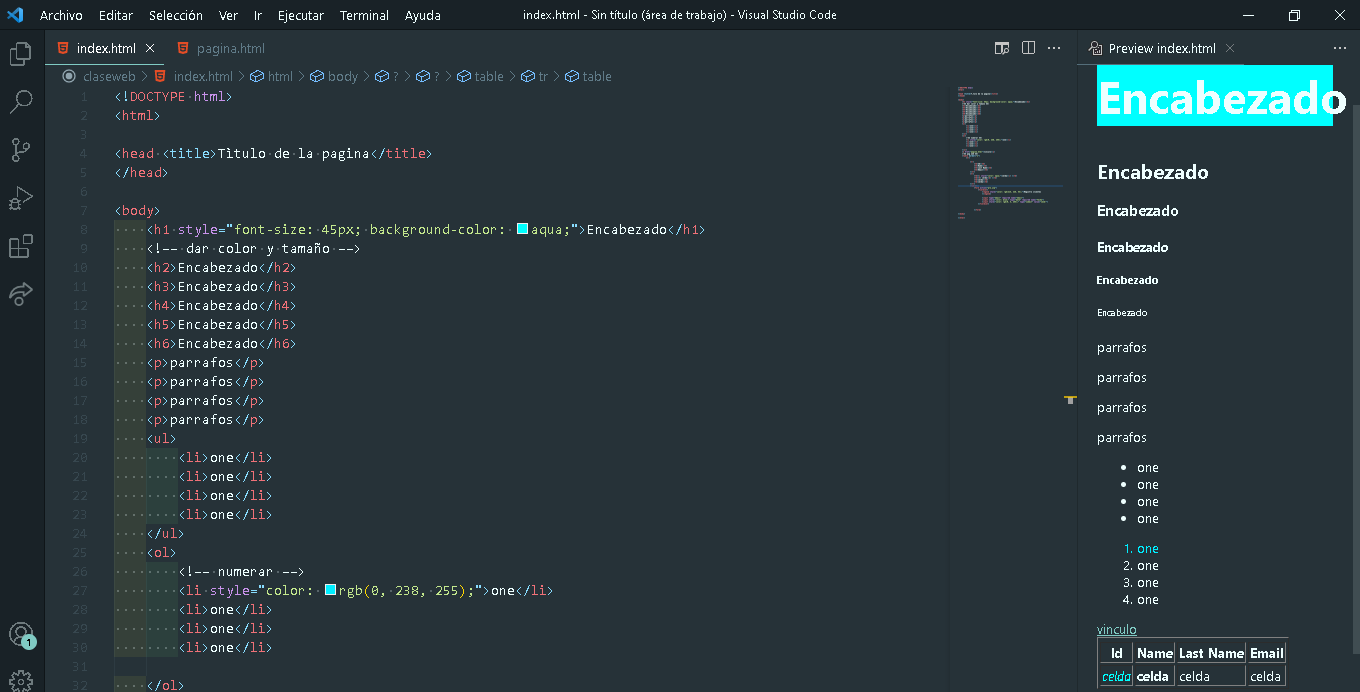 Archivo Editar Selección Ver Ir Ejecutar Terminal Ayuda index.html - Sin título (área de trabajo) - Visual Studio Code
index.html pagina.html
claseweb > index.html > html > body > ? > ? > table > tr > table
1 <!DOCTYPE html>
2 <html>
3
4 <head <title>Titulo de la pagina</title>
5 </head>
6
7 <body>
8 <h1 style="font-size: 45px; background-color: aqua;">Encabezado</h1>
9 <!-- dar color y tamaño -->
10 <h2>Encabezado</h2>
11 <h3>Encabezado</h3>
12 <h4>Encabezado</h4>
13 <h5>Encabezado</h5>
14 <h6>Encabezado</h6>
15 <p>parrafos</p>
16 <p>parrafos</p>
17 <p>parrafos</p>
18 <p>parrafos</p>
19 <ul>
20 <li>one</li>
21 <li>one</li>
22 <li>one</li>
23 <li>one</li>
24 </ul>
25 <ol>
26 <!-- numerar -->
27 <li style="color: rgb(0, 238, 255);">one</li>
28 <li>one</li>
29 <li>one</li>
30 <li>one</li>
31
32 </ol>
1
Preview index.html
Encabezado
Encabezado
Encabezado
Encabezado
Encabezado
Encabezado
parrafos
parrafos
parrafos
parrafos
• one
• one
• one
• one
1. one
2. one
3. one
4. one
vinculo
Id Name Last Name Email
celda celda celda celda